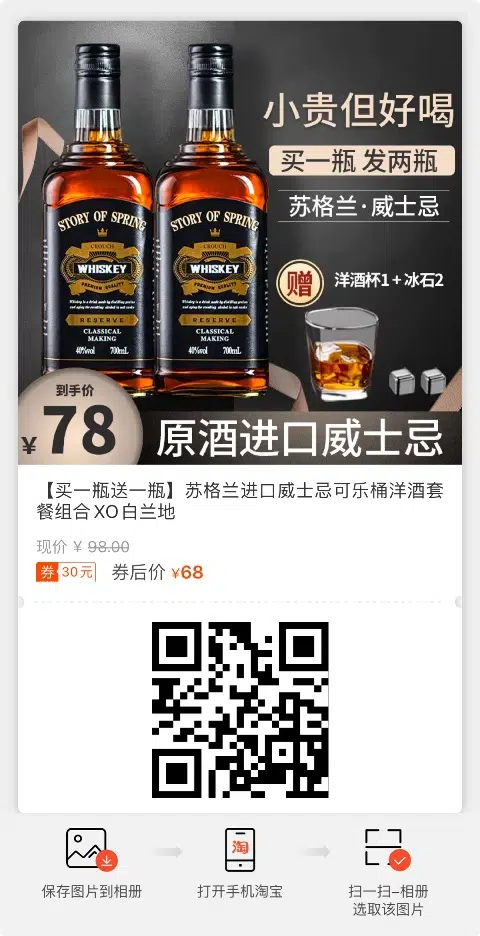 小贵但好喝
买一瓶 发两瓶
苏格兰·威士忌
赠 洋酒杯1+冰石2
STORY OF SPRING
CROUCH
WHISKEY
PREMIUM QUALITY
RESERVE
CLASSICAL
MAKING
40%vol 700mL
STORY OF SPRING
CROUCH
WHISKEY
PREMIUM QUALITY
RESERVE
CLASSICAL
MAKING
40%vol 700mL
到手价
¥78
原酒进口威士忌
【买一瓶送一瓶】苏格兰进口威士忌可乐桶洋酒套
餐组合XO白兰地
现价 ¥ 98.00
券 30元 券后价 ¥68
淘
保存图片到相册
打开手机淘宝
扫一扫-相册
选取该图片